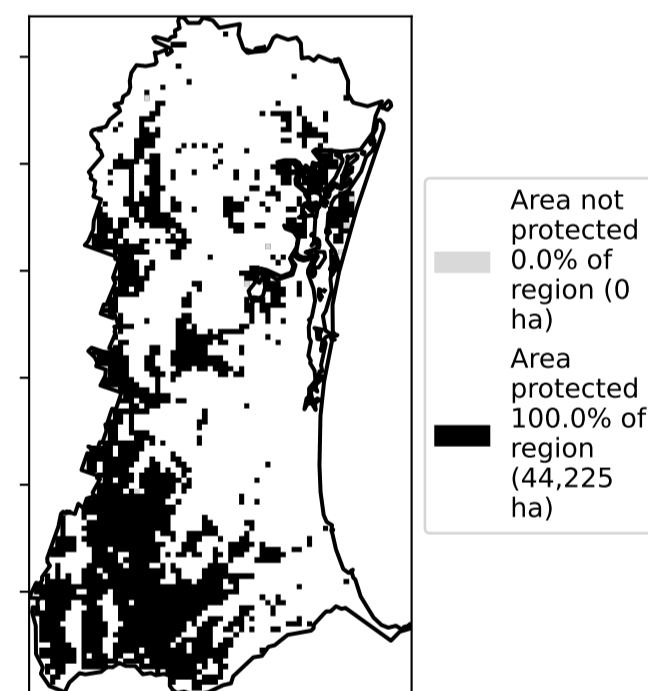 Area not
protected
0.0% of
region (0
ha)
Area
protected
100.0% of
region
(44,225
ha)